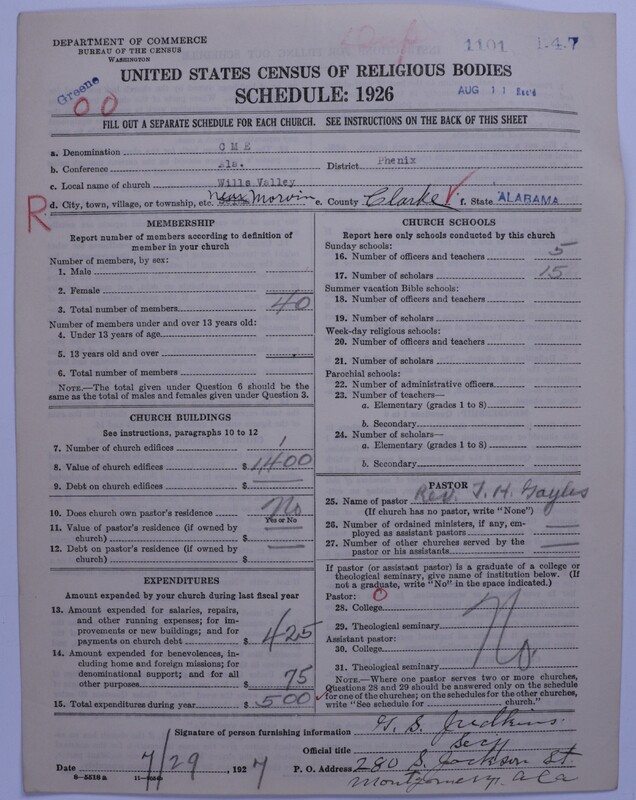 DEPARTMENT OF COMMERCE
BUREAU OF THE CENSUS
WASHINGTON
1101 1-4-7
UNITED STATES CENSUS OF RELIGIOUS BODIES
SCHEDULE: 1926
AUG 11 Rec'd
Greene
00
FILL OUT A SEPARATE SCHEDULE FOR EACH CHURCH. SEE INSTRUCTIONS ON THE BACK OF THIS SHEET
a. Denomination C M E
b. Conference Ala. District Phenix
c. Local name of church Wills Valley
R
d. City, town, village, or township, etc. Near Morvin e. County Clarke f. State ALABAMA
MEMBERSHIP
Report number of members according to definition of
member in your church
Number of members, by sex:
1. Male
2. Female
3. Total number of members 40
Number of members under and over 13 years old:
4. Under 13 years of age
5. 13 years old and over
6. Total number of members
NOTE.—The total given under Question 6 should be the
same as the total of males and females given under Question 3.
CHURCH BUILDINGS
See instructions, paragraphs 10 to 12
7. Number of church edifices 1
8. Value of church edifices $ 1400
9. Debt on church edifices $
10. Does church own pastor's residence No
Yes or No
11. Value of pastor's residence (if owned by
church) $
12. Debt on pastor's residence (if owned by
church) $
EXPENDITURES
Amount expended by your church during last fiscal year
13. Amount expended for salaries, repairs,
and other running expenses; for im-
provements or new buildings; and for
payments on church debt $ 425
14. Amount expended for benevolences, in-
cluding home and foreign missions; for
denominational support; and for all
other purposes $ 75
15. Total expenditures during year $ 500
CHURCH SCHOOLS
Report here only schools conducted by this church
Sunday schools:
16. Number of officers and teachers 5
17. Number of scholars 15
Summer vacation Bible schools:
18. Number of officers and teachers
19. Number of scholars
Week-day religious schools:
20. Number of officers and teachers
21. Number of scholars
Parochial schools:
22. Number of administrative officers
23. Number of teachers—
a. Elementary (grades 1 to 8)
b. Secondary
24. Number of scholars—
a. Elementary (grades 1 to 8)
b. Secondary
PASTOR
25. Name of pastor Rev. T. H. Gayles
(If church has no pastor, write "None")
26. Number of ordained ministers, if any, em-
ployed as assistant pastors
27. Number of other churches served by the
pastor or his assistants
If pastor (or assistant pastor) is a graduate of a college or
theological seminary, give name of institution below. (If
not a graduate, write "No" in the space indicated.)
Pastor:
28. College
29. Theological seminary No
Assistant pastor:
30. College
31. Theological seminary
NOTE.—Where one pastor serves two or more churches,
Questions 28 and 29 should be answered only on the schedule
for one of the churches; on the schedules for the other churches,
write "See schedule for church."
Signature of person furnishing information W. S. Judkins
Official title Secy
Date 7/29, 1927 P. O. Address 280 S. Jackson St.
8-5518a Montgomery. Ala